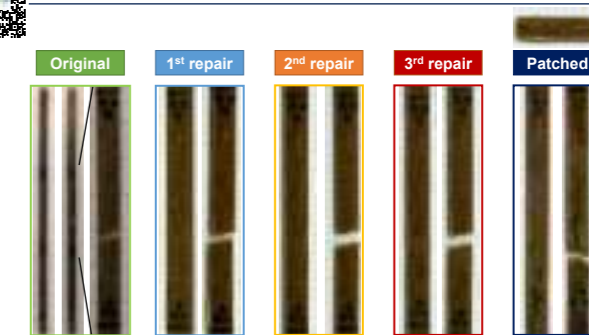 Original
1st repair
2nd repair
3rd repair
Patched